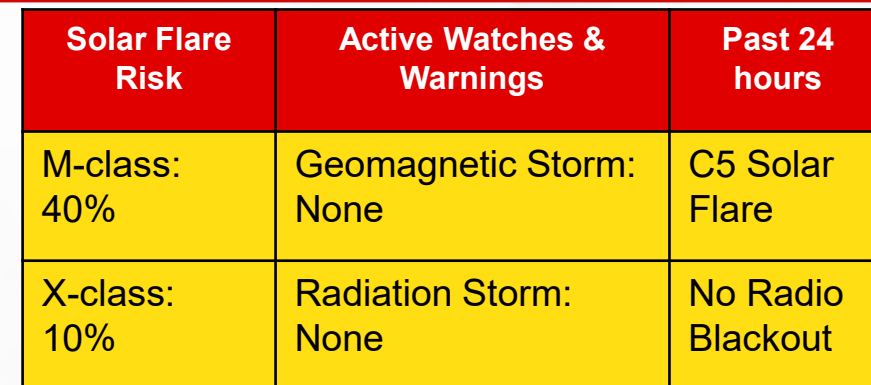 Solar Flare
Risk
Active Watches &
Warnings
Past 24
hours
M-class:
40%
Geomagnetic Storm:
None
C5 Solar
Flare
X-class:
10%
Radiation Storm:
None
No Radio
Blackout